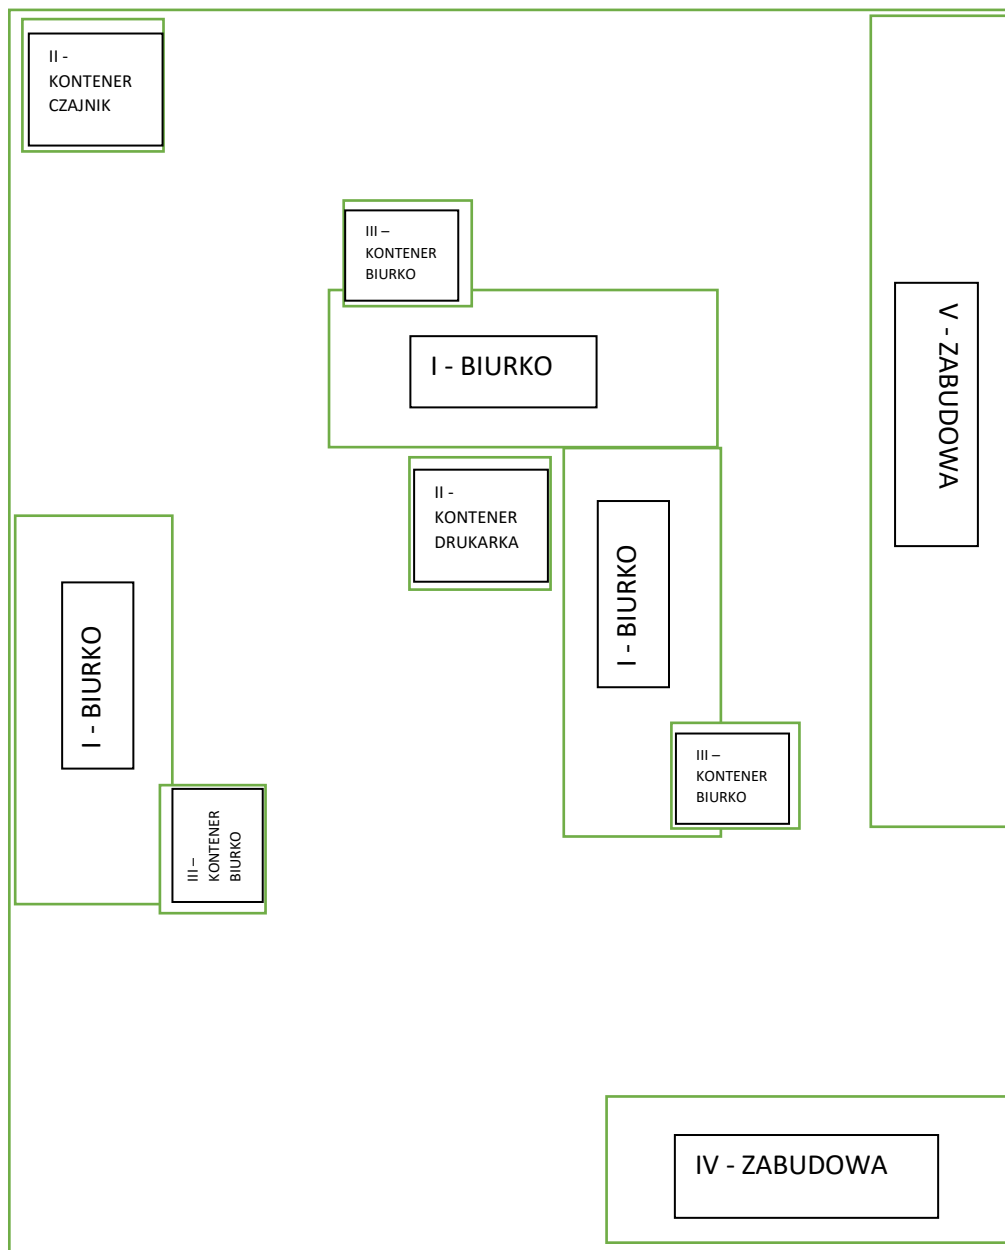 II -
KONTENER
CZAJNIK
III –
KONTENER
BIURKO
I - BIURKO
V - ZABUDOWA
II -
KONTENER
DRUKARKA
I - BIURKO
I - BIURKO
III –
KONTENER
BIURKO
III –
KONTENER
BIURKO
IV - ZABUDOWA